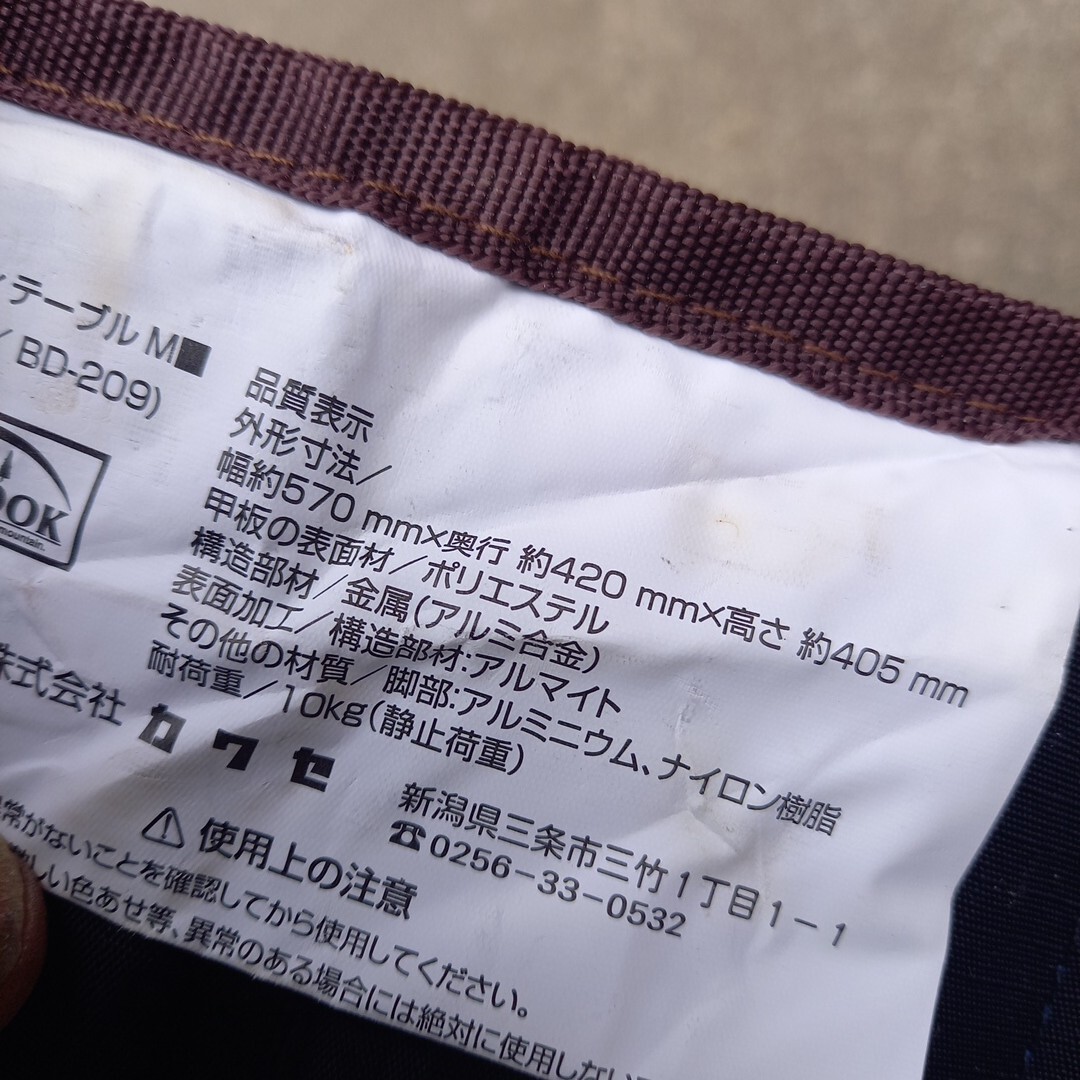 テーブル M■
BD-209)
OOK
mountain.
品質表示
外形寸法/
幅約570 mm×奥行 約420 mm×高さ 約405 mm
甲板の表面材/ポリエステル
構造部材/金属(アルミ合金)
表面加工/構造部材:アルマイト
その他の材質/脚部:アルミニウム、ナイロン樹脂
耐荷重/10kg(静止荷重)
株式会社 カワセ
新潟県三条市三竹1丁目1-1
☎0256-33-0532
⚠使用上の注意
常がないことを確認してから使用してください。
しい色あせ等、異常のある場合には絶対に使用しない